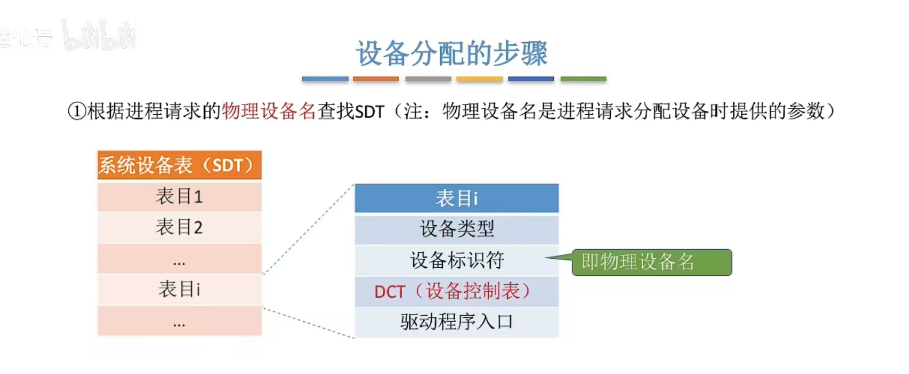 设备分配的步骤
①根据进程请求的物理设备名查找SDT（注：物理设备名是进程请求分配设备时提供的参数）
系统设备表（SDT）
表目1
表目2
...
表目i
...
表目i
设备类型
设备标识符
DCT（设备控制表）
驱动程序入口
即物理设备名